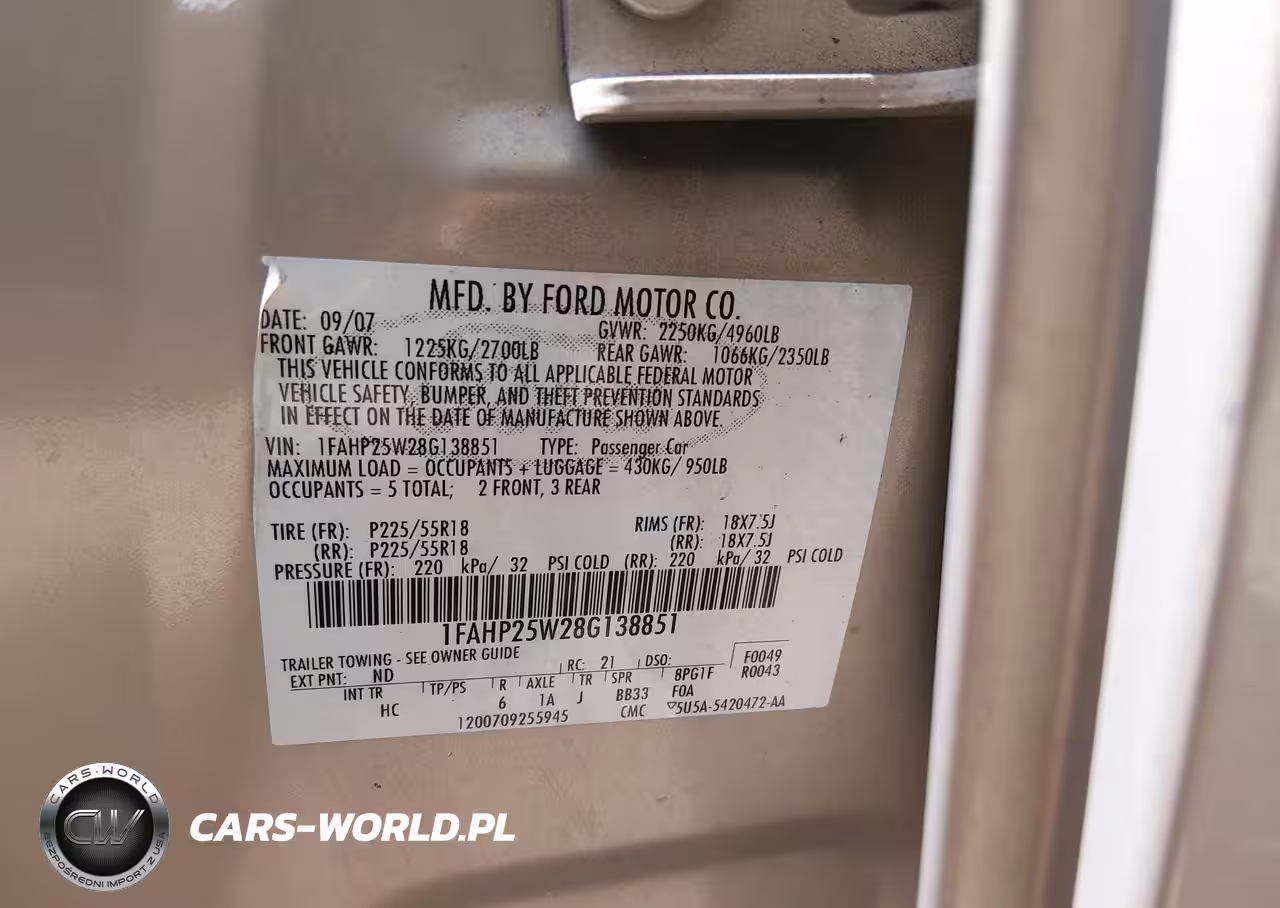 MFD. BY FORD MOTOR CO.
DATE: 09/07 GVWR: 2250KG/4960LB
FRONT GAWR: 1225KG/2700LB REAR GAWR: 1066KG/2350LB
THIS VEHICLE CONFORMS TO ALL APPLICABLE FEDERAL MOTOR
VEHICLE SAFETY, BUMPER, AND THEFT PREVENTION STANDARDS
IN EFFECT ON THE DATE OF MANUFACTURE SHOWN ABOVE.
VIN: 1FAHP25W28G138851 TYPE: Passenger Car
MAXIMUM LOAD = OCCUPANTS + LUGGAGE = 430KG/ 950LB
OCCUPANTS = 5 TOTAL; 2 FRONT, 3 REAR
TIRE (FR): P225/55R18 RIMS (FR): 18X7.5J
(RR): P225/55R18 (RR): 18X7.5J
PRESSURE (FR): 220 kPa/ 32 PSI COLD (RR): 220 kPa/ 32 PSI COLD
1FAHP25W28G138851
TRAILER TOWING - SEE OWNER GUIDE
EXT PNT: ND RC: 21 DSO: F0049
INT TR TP/PS R AXLE TR SPR 8PG1F R0043
HC 6 1A J BB33 F0A
1200709255945 CMC ▽5U5A-5420472-AA
CARS-WORLD
CW
BEZPOŚREDNI IMPORT Z USA
CARS-WORLD.PL